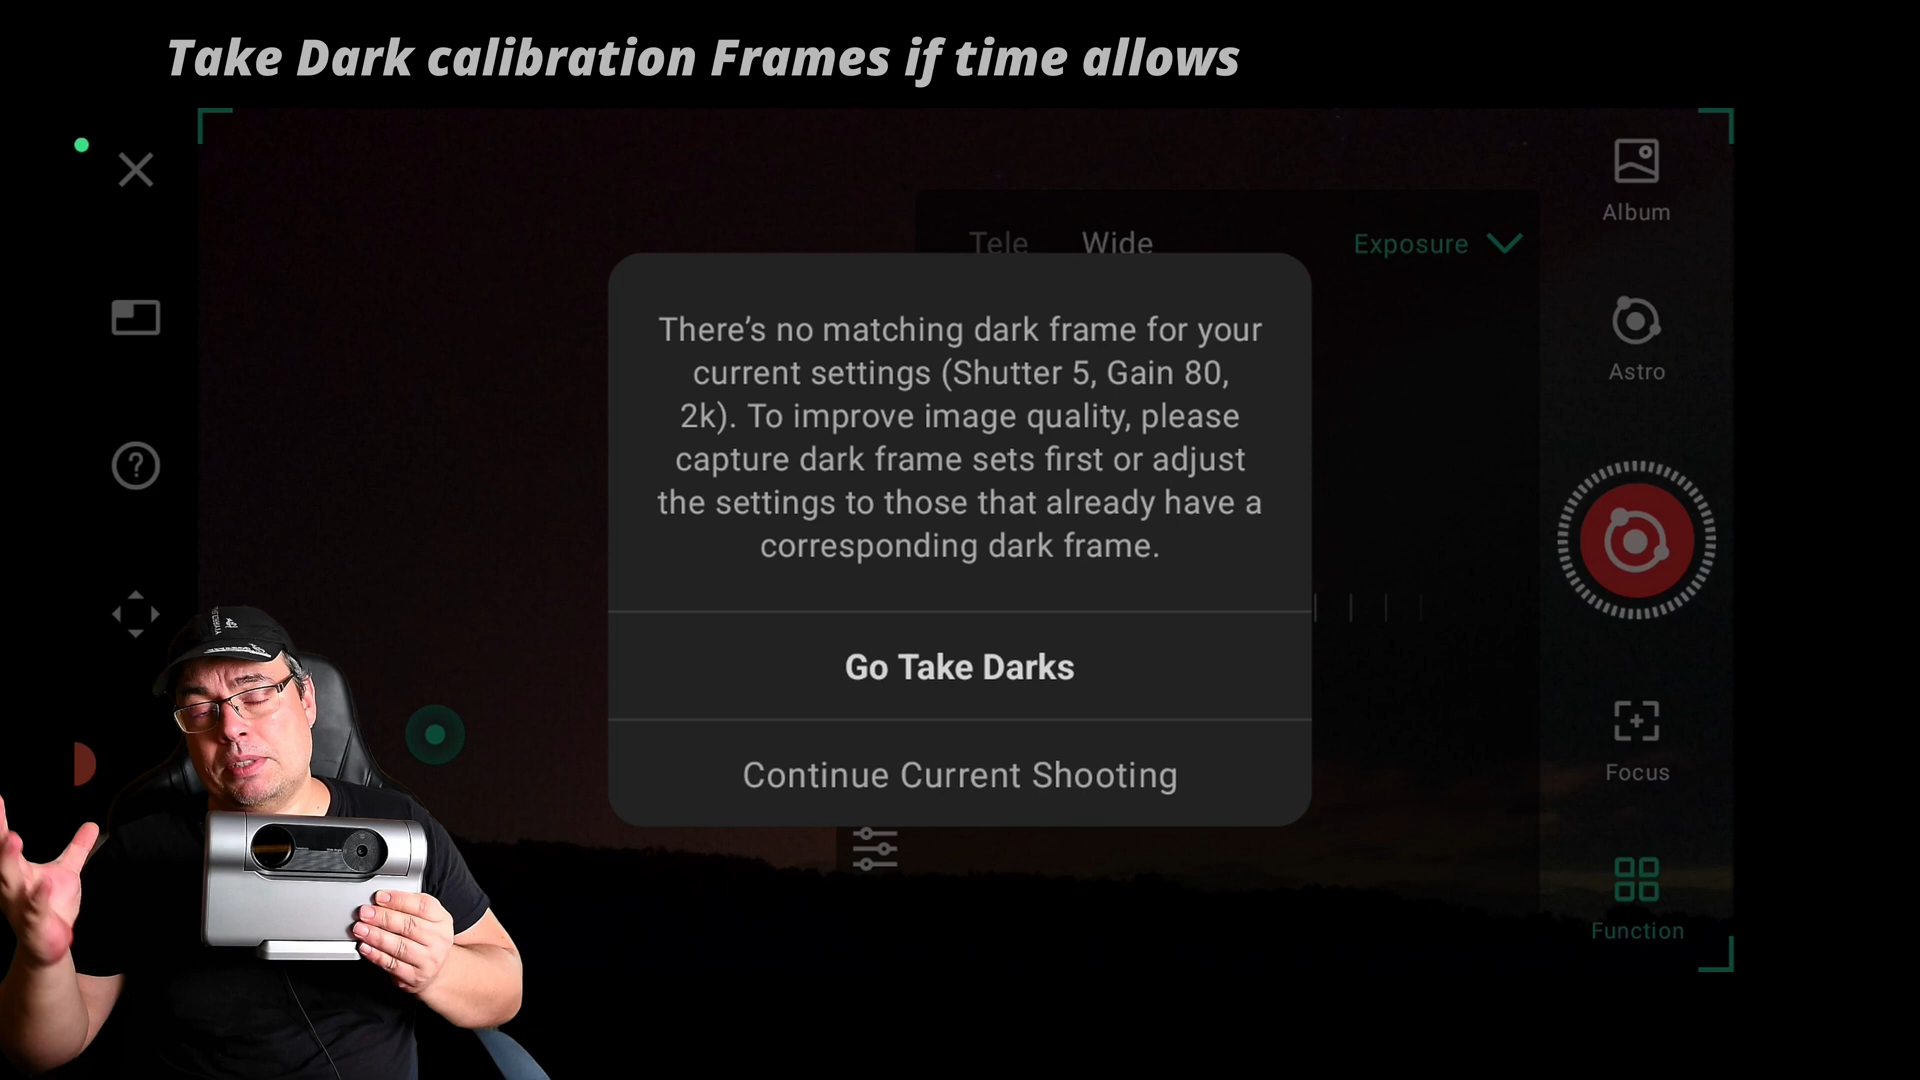 Take Dark calibration Frames if time allows
Album
Tele Wide Exposure
There’s no matching dark frame for your
current settings (Shutter 5, Gain 80,
2k). To improve image quality, please
capture dark frame sets first or adjust
the settings to those that already have a
corresponding dark frame.
Astro
Go Take Darks
Continue Current Shooting
Focus
Function